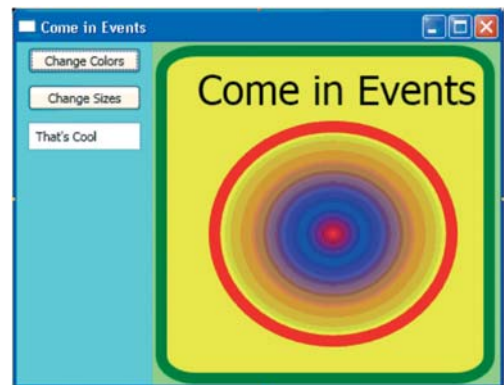 Come in Events
Change Colors
Change Sizes
That's Cool
Come in Events